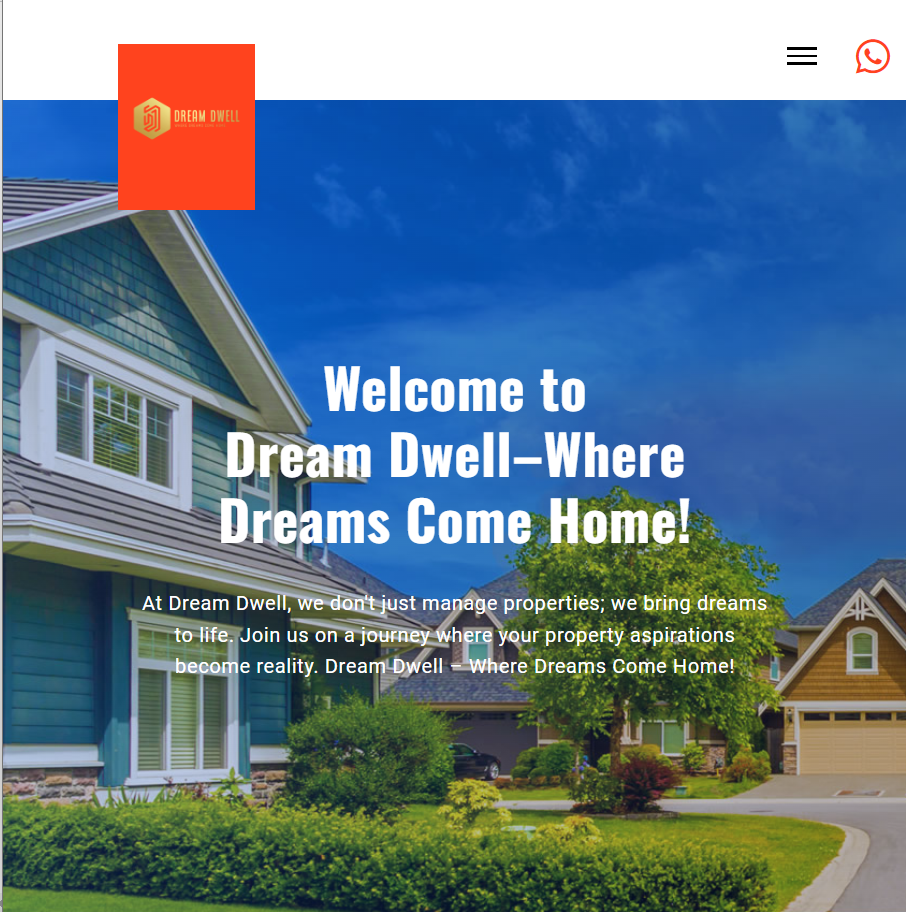 DREAM DWELL
Welcome to
Dream Dwell–Where
Dreams Come Home!
At Dream Dwell, we don't just manage properties; we bring dreams
to life. Join us on a journey where your property aspirations
become reality. Dream Dwell – Where Dreams Come Home!